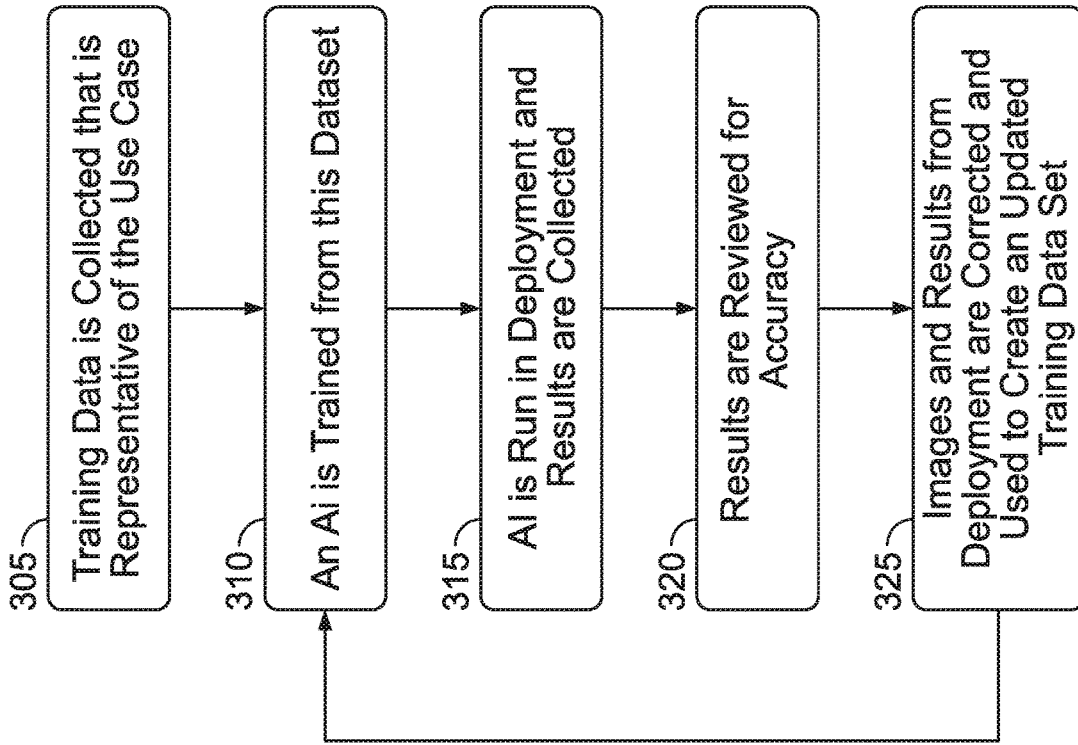 305
Training Data is Collected that is
Representative of the Use Case
310
An AI is Trained from this Dataset
315
AI is Run in Deployment and
Results are Collected
320
Results are Reviewed for
Accuracy
325
Images and Results from
Deployment are Corrected and
Used to Create an Updated
Training Data Set